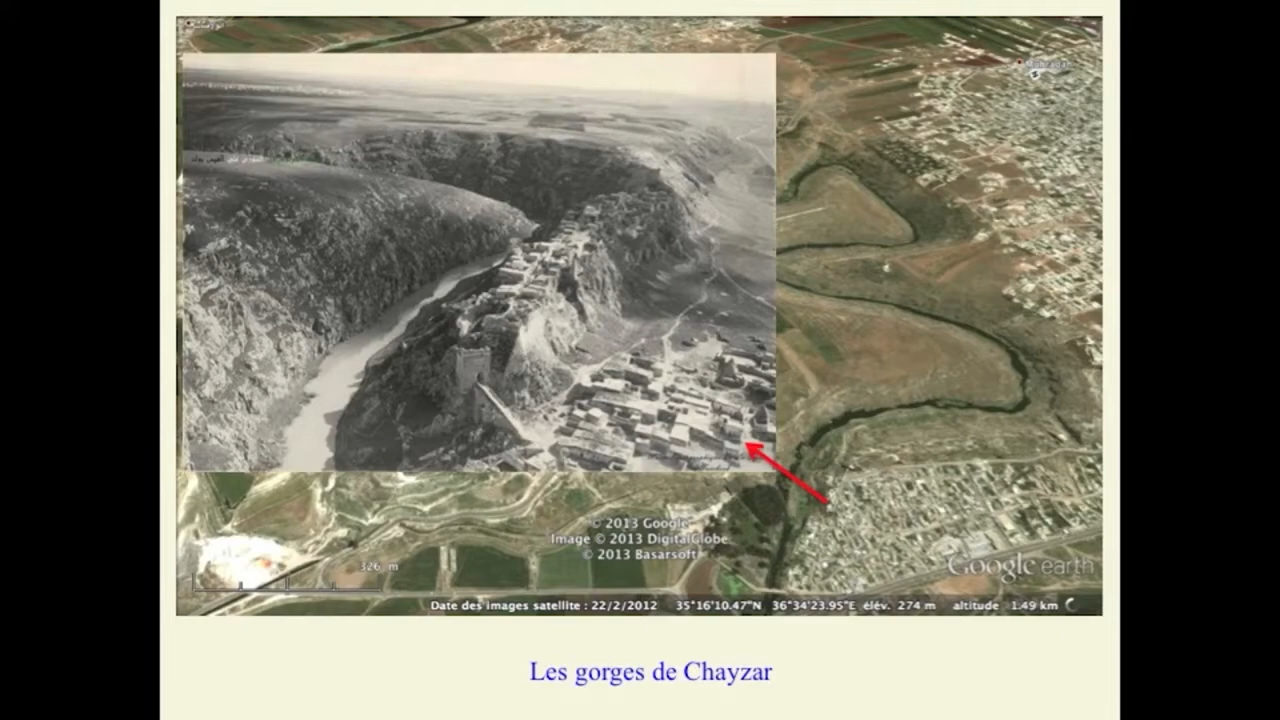 Mahradah
© 2013 Google
Image © 2013 DigitalGlobe
© 2013 Basarsoft
Google earth
326 m
Date des images satellite : 22/2/2012 35°16'10.47"N 36°34'23.95"E élév. 274 m altitude 1.49 km
Les gorges de Chayzar